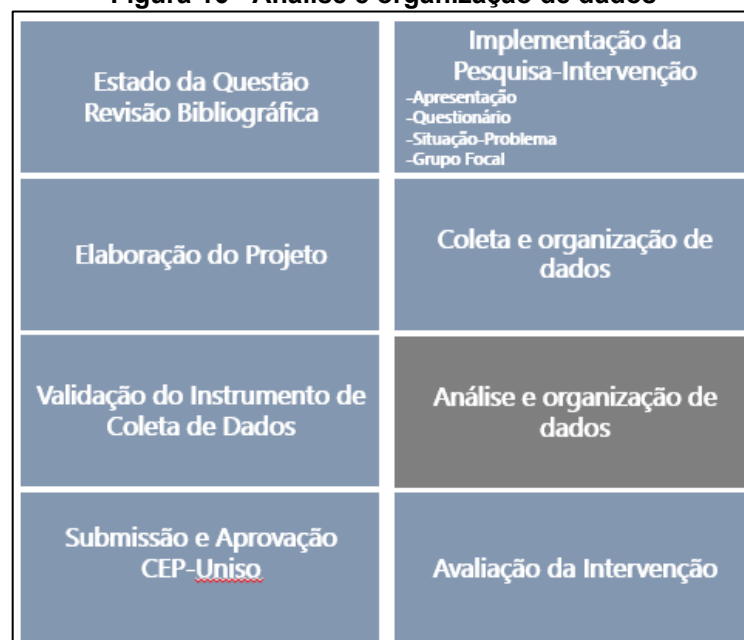 Figura 16 - Análise e organização de dados
Estado da Questão
Revisão Bibliográfica
Implementação da
Pesquisa-Intervenção
-Apresentação
-Questionário
-Situação-Problema
-Grupo Focal
Elaboração do Projeto
Coleta e organização de
dados
Validação do Instrumento de
Coleta de Dados
Análise e organização de
dados
Submissão e Aprovação
CEP-Uniso
Avaliação da Intervenção